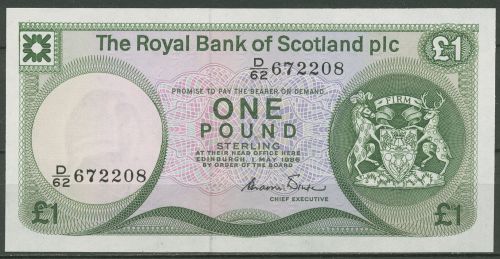 The Royal Bank of Scotland plc
£1
D/62 672208
PROMISE TO PAY THE BEARER ON DEMAND
ONE
POUND
STERLING
AT THEIR HEAD OFFICE HERE
EDINBURGH, 1 MAY 1986
BY ORDER OF THE BOARD
FIRM
D/62 672208
CHIEF EXECUTIVE
£1
£1